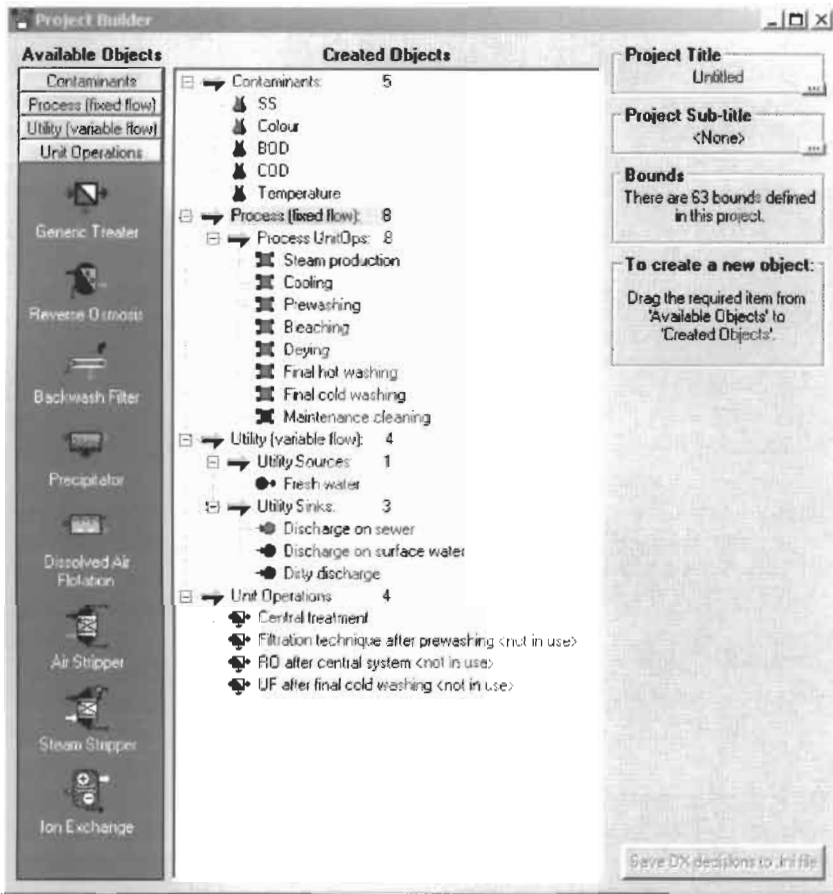 Project Builder
Available Objects
Contaminants
Process (fixed flow)
Utility (variable flow)
Unit Operations
Generic Treater
Reverse Osmosis
Backwash Filter
Precipitator
Dissolved Air
Flotation
Air Stripper
Steam Stripper
Ion Exchange
Created Objects
Contaminants: 5
SS
Colour
BOD
COD
Temperature
Process (fixed flow): 8
Process UnitOps: 8
Steam production
Cooling
Prewashing
Bleaching
Deying
Final hot washing
Final cold washing
Maintenance cleaning
Utility (variable flow): 4
Utility Sources: 1
Fresh water
Utility Sinks: 3
Discharge on sewer
Discharge on surface water
Dirty discharge
Unit Operations 4
Central treatment
Filtration technique after prewashing <not in use>
RO after central system <not in use>
UF after final cold washing <not in use>
Project Title
Untitled
...
Project Sub-title
<None>
...
Bounds
There are 63 bounds defined
in this project.
To create a new object:
Drag the required item from
'Available Objects' to
'Created Objects'.
Save DX decisions to .ini file